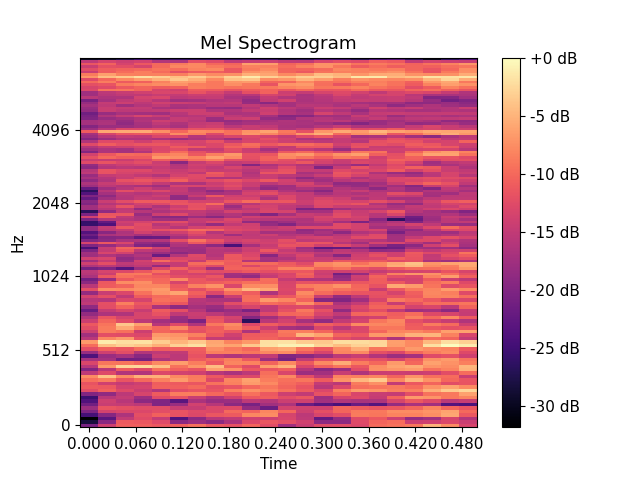 Mel Spectrogram
Hz
4096
2048
1024
512
0
0.000 0.060 0.120 0.180 0.240 0.300 0.360 0.420 0.480
Time
+0 dB
-5 dB
-10 dB
-15 dB
-20 dB
-25 dB
-30 dB